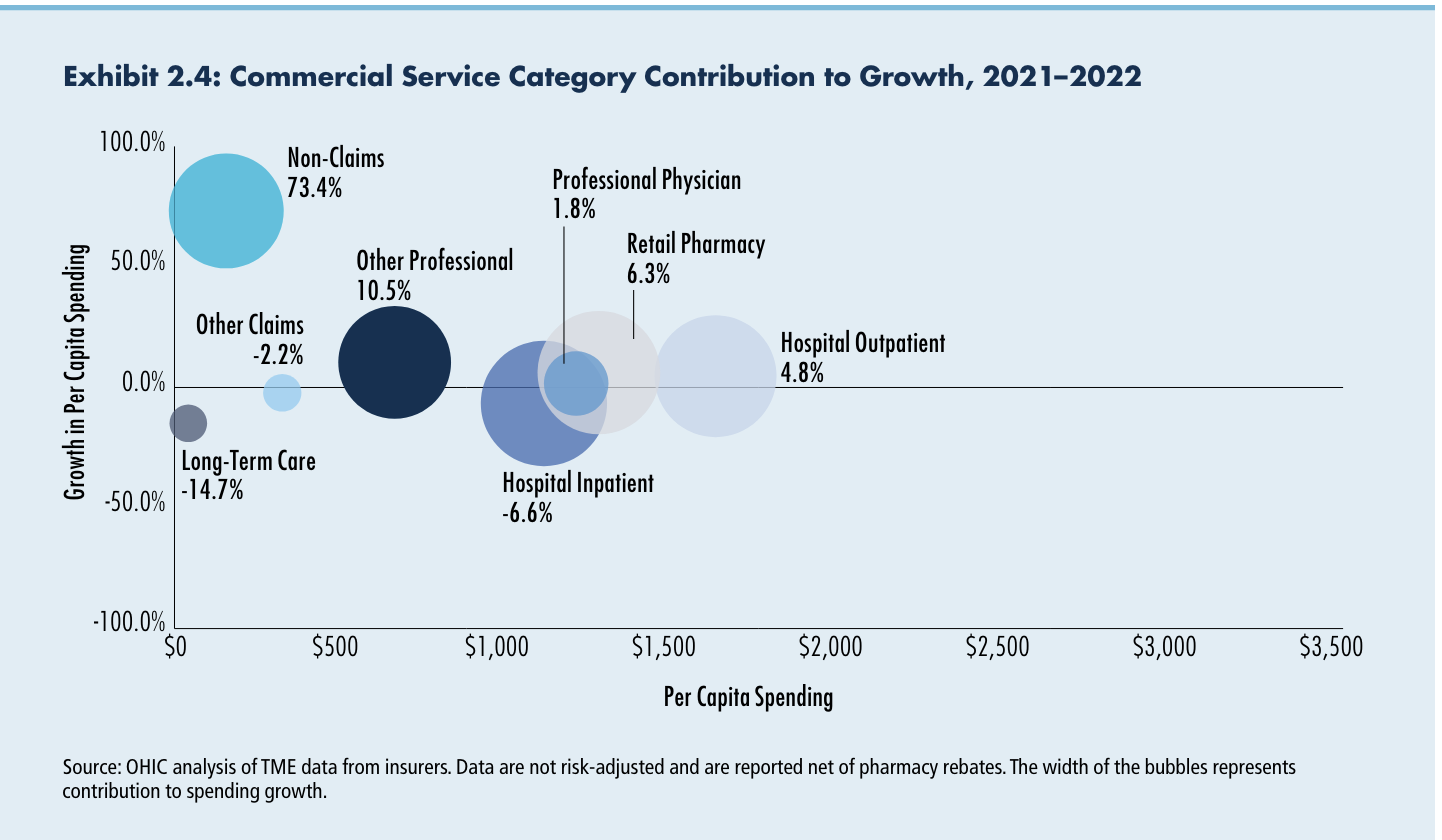 Exhibit 2.4: Commercial Service Category Contribution to Growth, 2021–2022
100.0%
50.0%
0.0%
-50.0%
-100.0%
Growth in Per Capita Spending
Non-Claims
73.4%
Professional Physician
1.8%
Retail Pharmacy
6.3%
Other Professional
10.5%
Other Claims
-2.2%
Hospital Outpatient
4.8%
Long-Term Care
-14.7%
Hospital Inpatient
-6.6%
$0 $500 $1,000 $1,500 $2,000 $2,500 $3,000 $3,500
Per Capita Spending
Source: OHIC analysis of TME data from insurers. Data are not risk-adjusted and are reported net of pharmacy rebates. The width of the bubbles represents
contribution to spending growth.